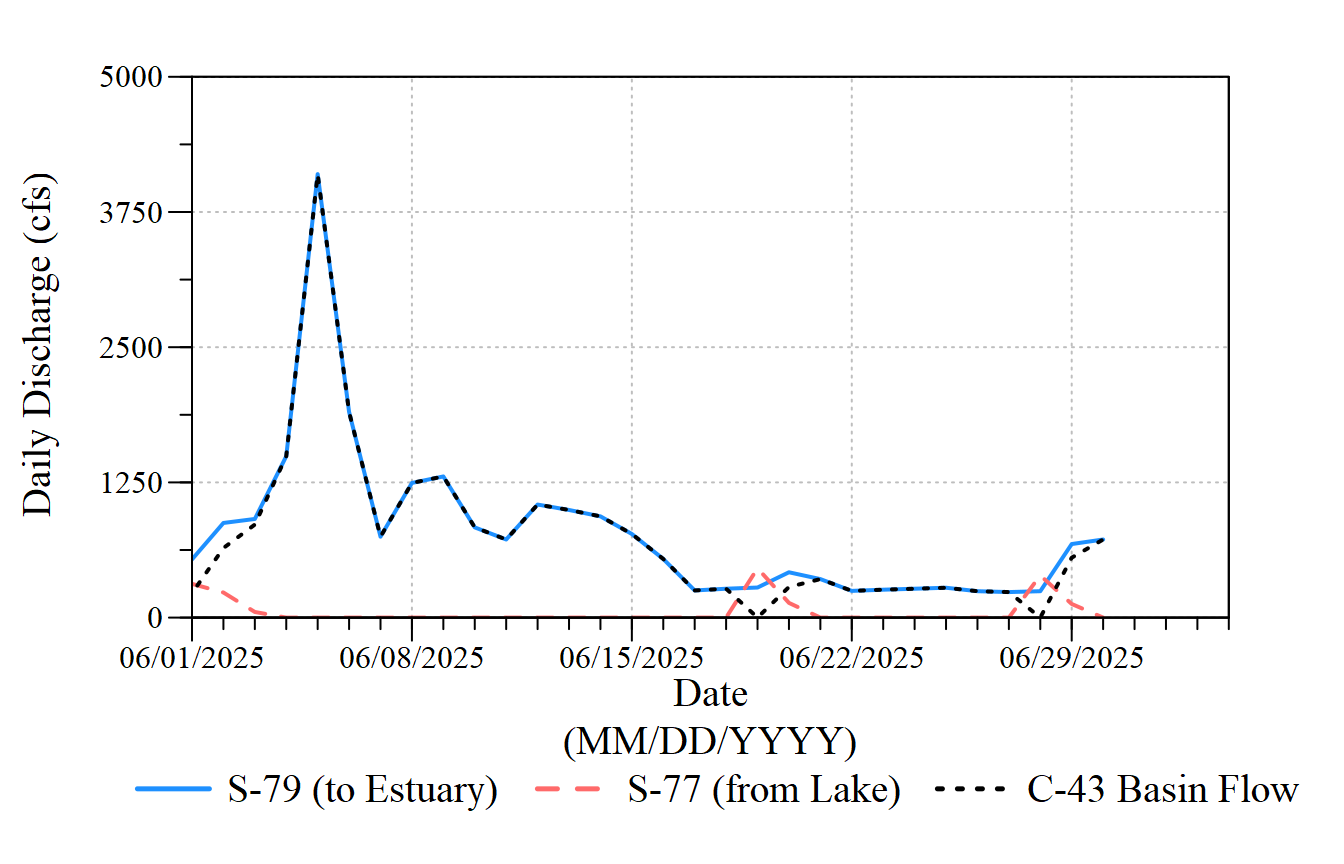 5000
3750
2500
1250
0
Daily Discharge (cfs)
06/01/2025 06/08/2025 06/15/2025 06/22/2025 06/29/2025
Date
(MM/DD/YYYY)
S-79 (to Estuary) S-77 (from Lake) C-43 Basin Flow